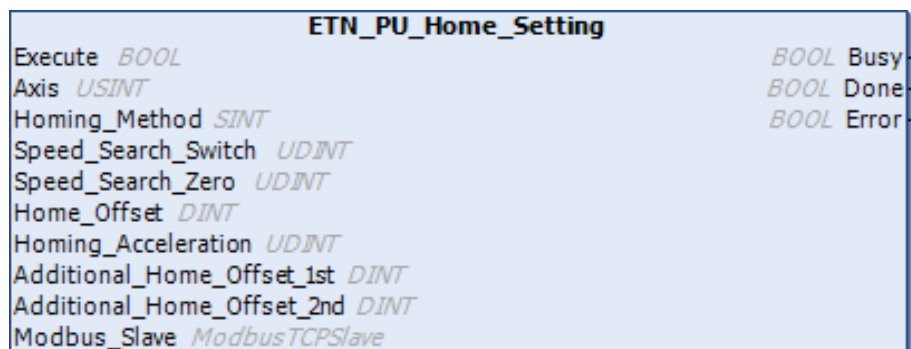 ETN_PU_Home_Setting
Execute BOOL BOOL Busy
Axis USINT BOOL Done
Homing_Method SINT BOOL Error
Speed_Search_Switch UDINT
Speed_Search_Zero UDINT
Home_Offset DINT
Homing_Acceleration UDINT
Additional_Home_Offset_1st DINT
Additional_Home_Offset_2nd DINT
Modbus_Slave ModbusTCPSlave